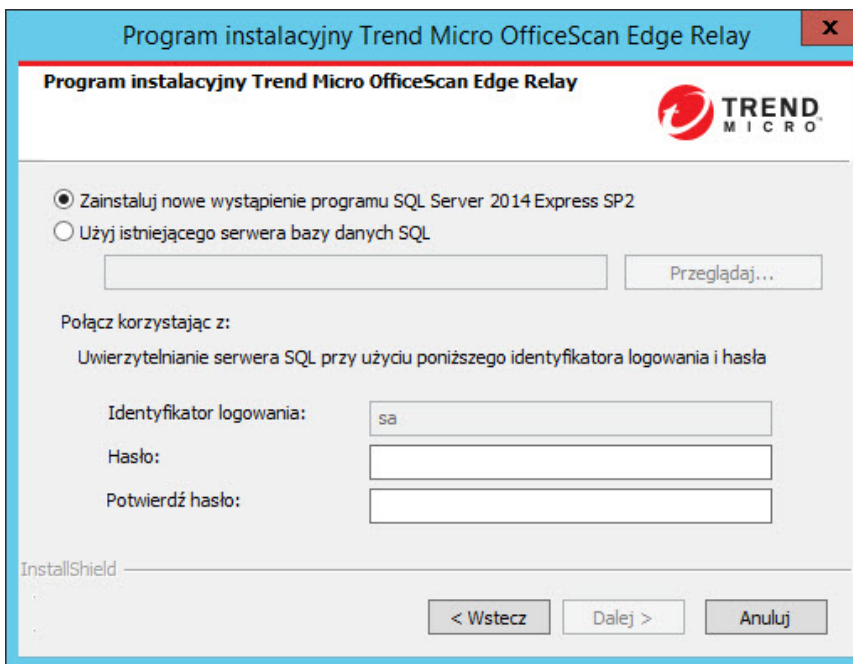 Program instalacyjny Trend Micro OfficeScan Edge Relay
x
Program instalacyjny Trend Micro OfficeScan Edge Relay
TREND
MICRO™
Zainstaluj nowe wystąpienie programu SQL Server 2014 Express SP2
Użyj istniejącego serwera bazy danych SQL
Przeglądaj...
Połącz korzystając z:
Uwierzytelnianie serwera SQL przy użyciu poniższego identyfikatora logowania i hasła
Identyfikator logowania:
sa
Hasło:
Potwierdź hasło:
InstallShield
< Wstecz
Dalej >
Anuluj